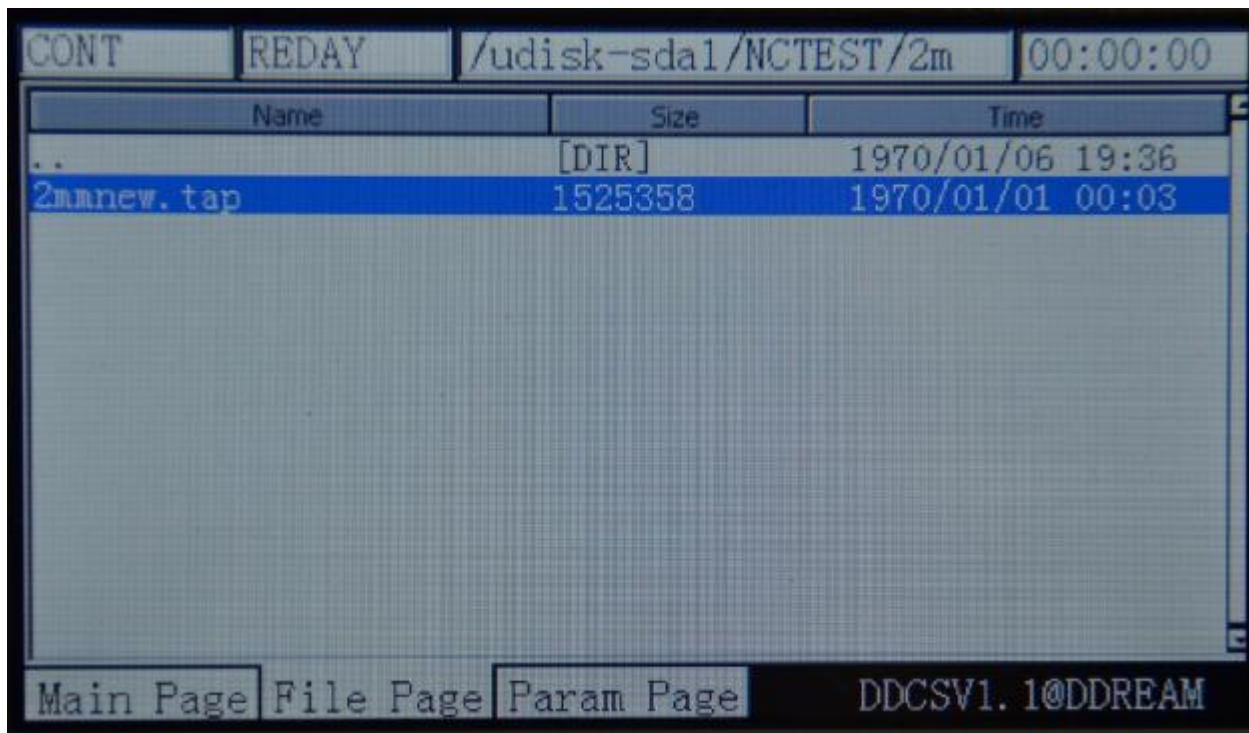 CONT REDAY /udisk-sda1/NCTEST/2m 00:00:00
Name Size Time
.. [DIR] 1970/01/06 19:36
2mmnew.tap 1525358 1970/01/01 00:03
Main Page File Page Param Page DDCSV1.1@DDREAM